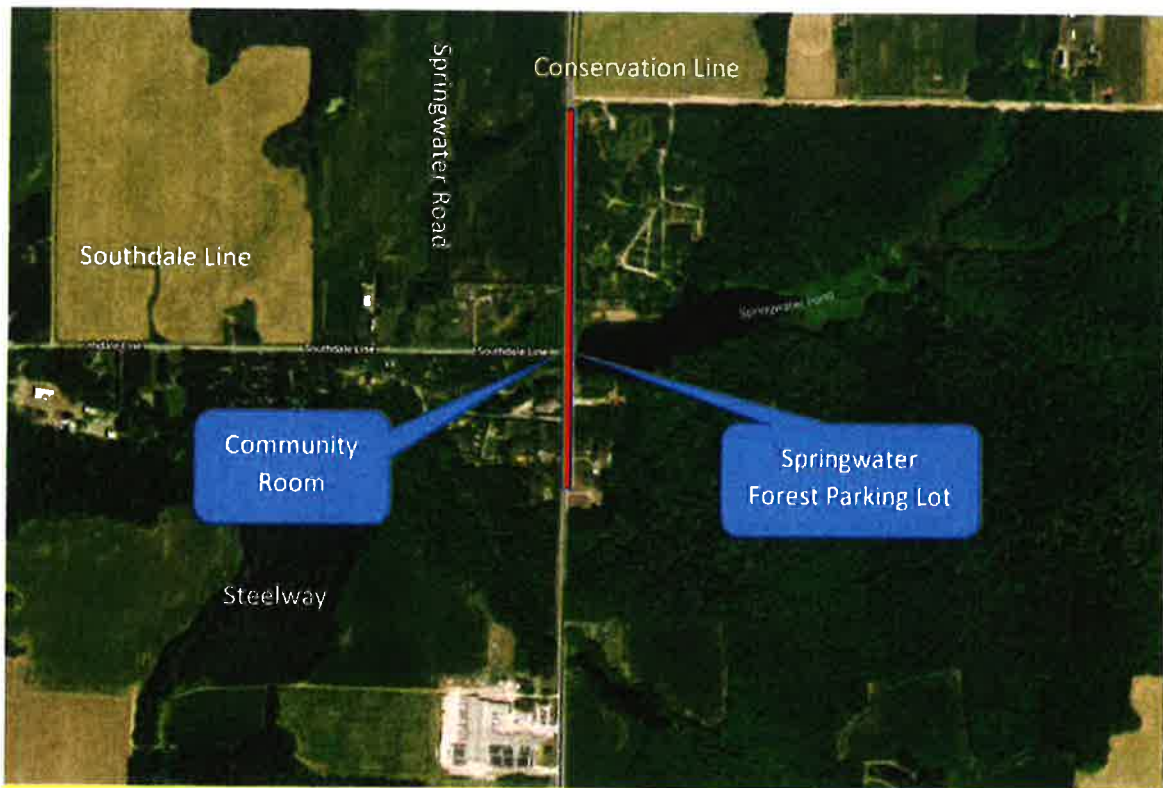 Springwater Road
Conservation Line
Southdale Line
Springwater Pond
Southdale Line
Southdale Line
Community
Room
Springwater
Forest Parking Lot
Steelway